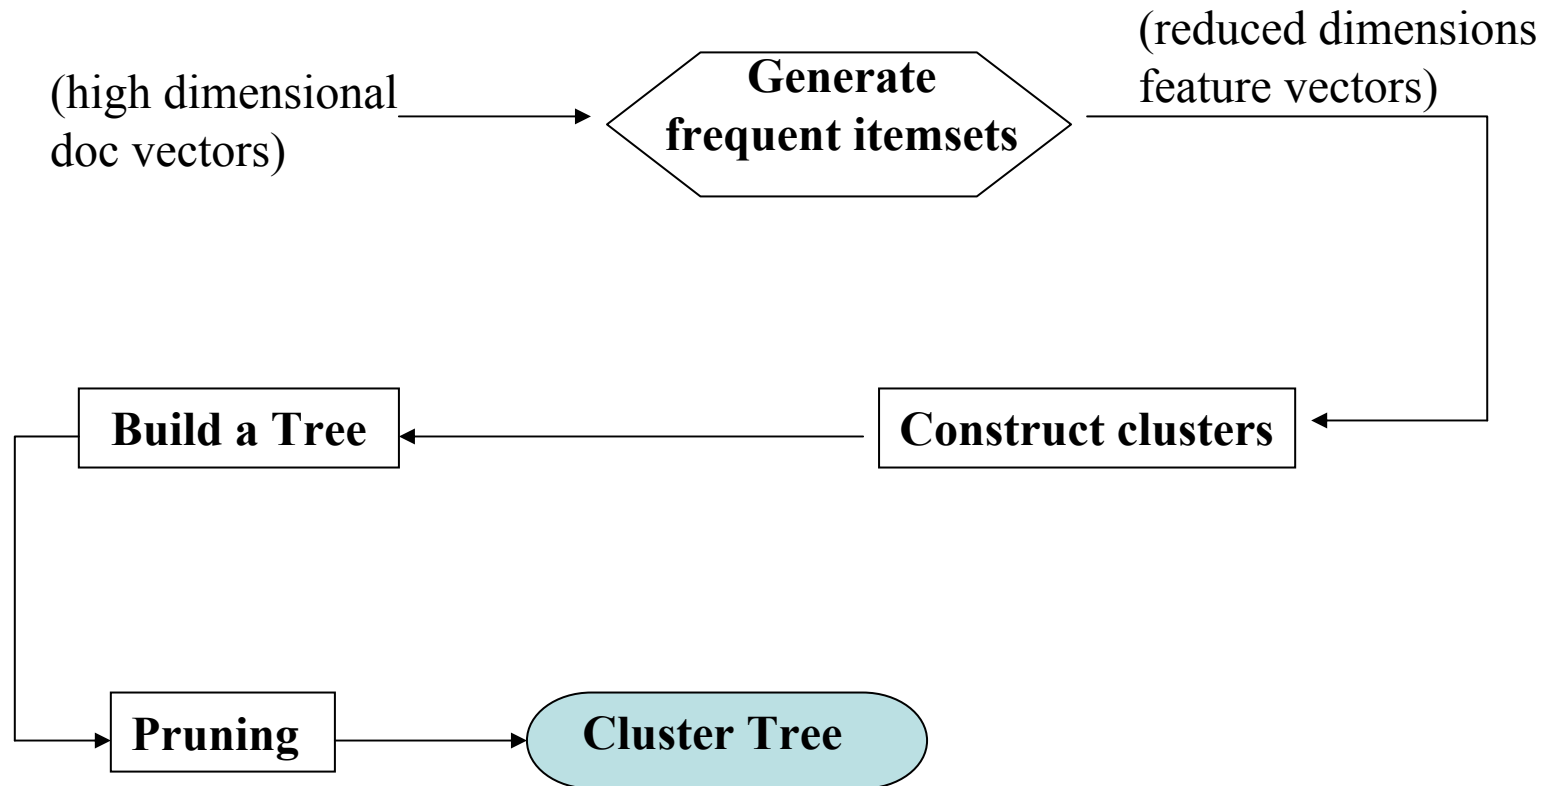 (high dimensional
doc vectors)
Generate
frequent itemsets
(reduced dimensions
feature vectors)
Construct clusters
Build a Tree
Pruning
Cluster Tree